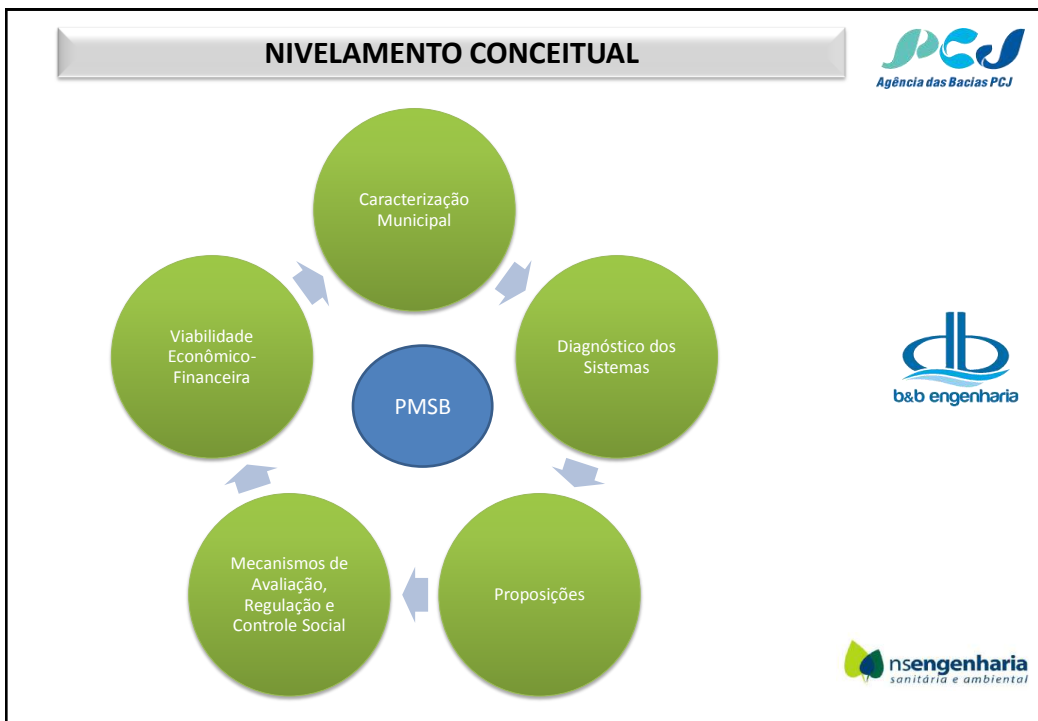 NIVELAMENTO CONCEITUAL
PCJ
Agência das Bacias PCJ
Caracterização
Municipal
Diagnóstico dos
Sistemas
Proposições
Mecanismos de
Avaliação,
Regulação e
Controle Social
Viabilidade
Econômico-
Financeira
PMSB
b&b engenharia
nsengenharia
sanitária e ambiental